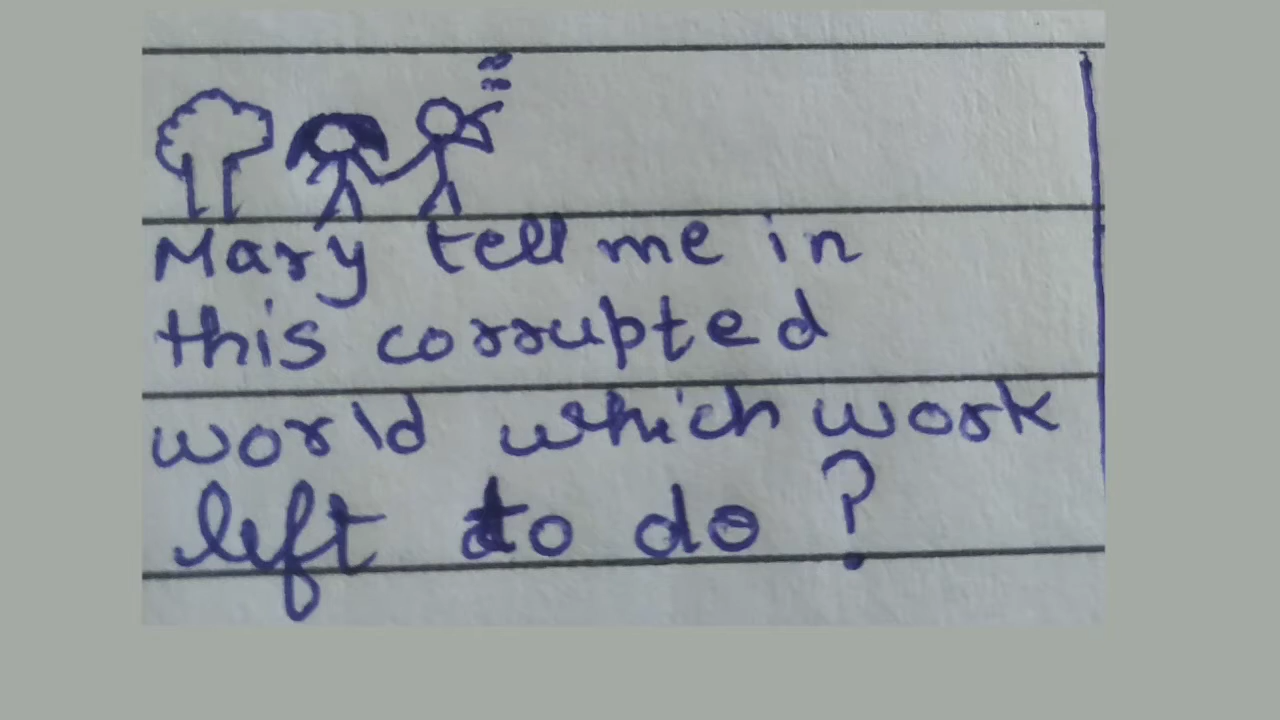 Mary tell me in
this corrupted
world which work
left to do ?